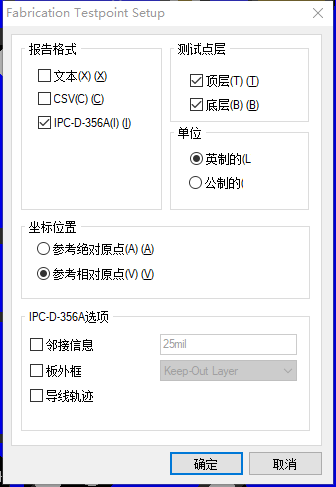 Fabrication Testpoint Setup
报告格式
文本(X) (X)
CSV(C) (C)
IPC-D-356A(I) (I)
测试点层
顶层(T) (T)
底层(B) (B)
单位
英制的(L
公制的(
坐标位置
参考绝对原点(A) (A)
参考相对原点(V) (V)
IPC-D-356A选项
邻接信息
25mil
板外框
Keep-Out Layer
导线轨迹
确定
取消